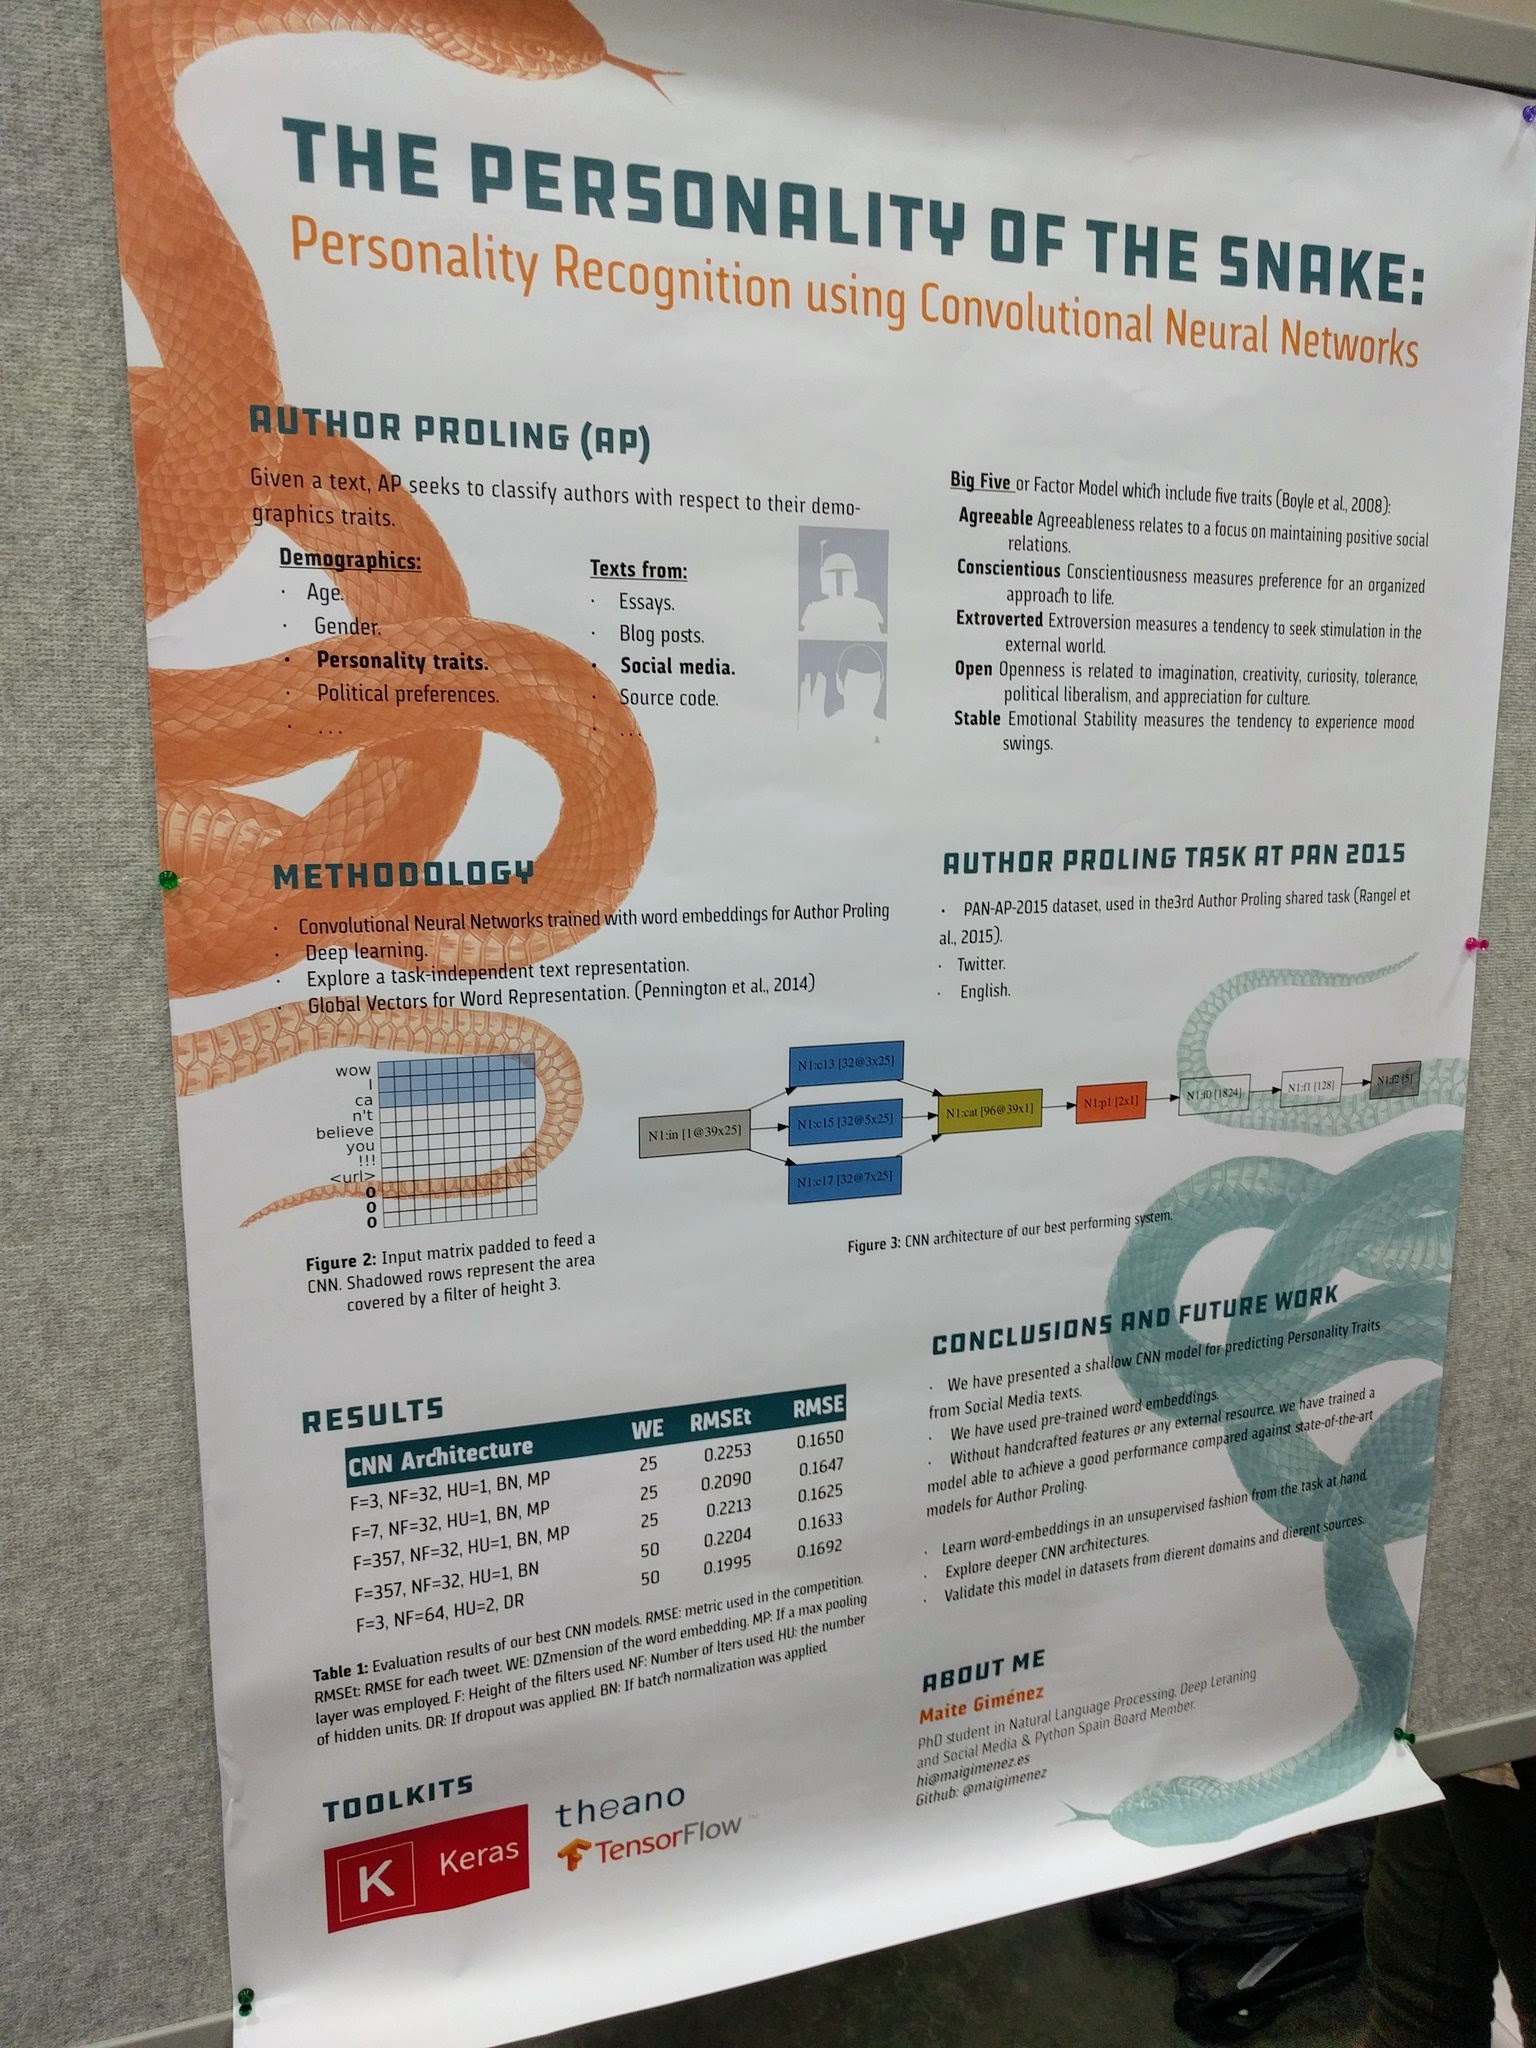 THE PERSONALITY OF THE SNAKE:
Personality Recognition using Convolutional Neural Networks
AUTHOR PROLING (AP)
Given a text, AP seeks to classify authors with respect to their demo-
graphics traits.
Demographics:
· Age.
· Gender.
· Personality traits.
· Political preferences.
· ...
Texts from:
· Essays.
· Blog posts.
· Social media.
· Source code.
· ...
Big Five or Factor Model which include five traits (Boyle et al., 2008):
Agreeable Agreeableness relates to a focus on maintaining positive social
relations.
Conscientious Conscientiousness measures preference for an organized
approach to life.
Extroverted Extroversion measures a tendency to seek stimulation in the
external world.
Open Openness is related to imagination, creativity, curiosity, tolerance,
political liberalism, and appreciation for culture.
Stable Emotional Stability measures the tendency to experience mood
swings.
METHODOLOGY
· Convolutional Neural Networks trained with word embeddings for Author Proling
· Deep learning.
· Explore a task-independent text representation.
· Global Vectors for Word Representation. (Pennington et al., 2014)
AUTHOR PROLING TASK AT PAN 2015
· PAN-AP-2015 dataset, used in the3rd Author Proling shared task (Rangel et
al., 2015).
· Twitter.
· English.
wow
I
ca
n't
believe
you
!!!
<url>
0
0
0
Figure 2: Input matrix padded to feed a
CNN. Shadowed rows represent the area
covered by a filter of height 3.
N1:in [1@39x25]
N1:c13 [32@3x25]
N1:c15 [32@5x25]
N1:c17 [32@7x25]
N1:cat [96@39x1]
N1:p1 [2x1]
N1:f0 [1824]
N1:f1 [128]
N1:f2 [5]
Figure 3: CNN architecture of our best performing system.
RESULTS
CNN Architecture WE RMSEt RMSE
F=3, NF=32, HU=1, BN, MP 25 0.2253 0.1650
F=7, NF=32, HU=1, BN, MP 25 0.2090 0.1647
F=357, NF=32, HU=1, BN, MP 25 0.2213 0.1625
F=357, NF=32, HU=1, BN 50 0.2204 0.1633
F=3, NF=64, HU=2, DR 50 0.1995 0.1692
Table 1: Evaluation results of our best CNN models. RMSE: metric used in the competition.
RMSEt: RMSE for each tweet. WE: DZmension of the word embedding. MP: If a max pooling
layer was employed. F: Height of the filters used. NF: Number of lters used. HU: the number
of hidden units. DR: If dropout was applied. BN: If batch normalization was applied.
CONCLUSIONS AND FUTURE WORK
· We have presented a shallow CNN model for predicting Personality Traits
from Social Media texts.
· We have used pre-trained word embeddings.
· Without handcrafted features or any external resource, we have trained a
model able to achieve a good performance compared against state-of-the-art
models for Author Proling.
· Learn word-embeddings in an unsupervised fashion from the task at hand.
· Explore deeper CNN architectures.
· Validate this model in datasets from dierent domains and dierent sources.
TOOLKITS
K Keras
theano
TensorFlow™
ABOUT ME
Maite Giménez
PhD student in Natural Language Processing. Deep Leraning
and Social Media & Python Spain Board Member.
hi@maigimenez.es
Github: @maigimenez